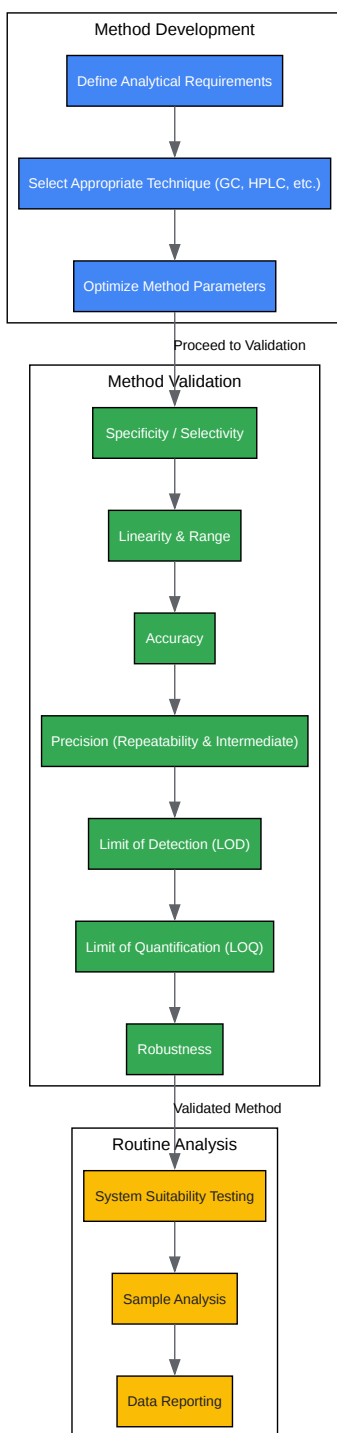 Method Development
Define Analytical Requirements
Select Appropriate Technique (GC, HPLC, etc.)
Optimize Method Parameters
Proceed to Validation
Method Validation
Specificity / Selectivity
Linearity & Range
Accuracy
Precision (Repeatability & Intermediate)
Limit of Detection (LOD)
Limit of Quantification (LOQ)
Robustness
Validated Method
Routine Analysis
System Suitability Testing
Sample Analysis
Data Reporting